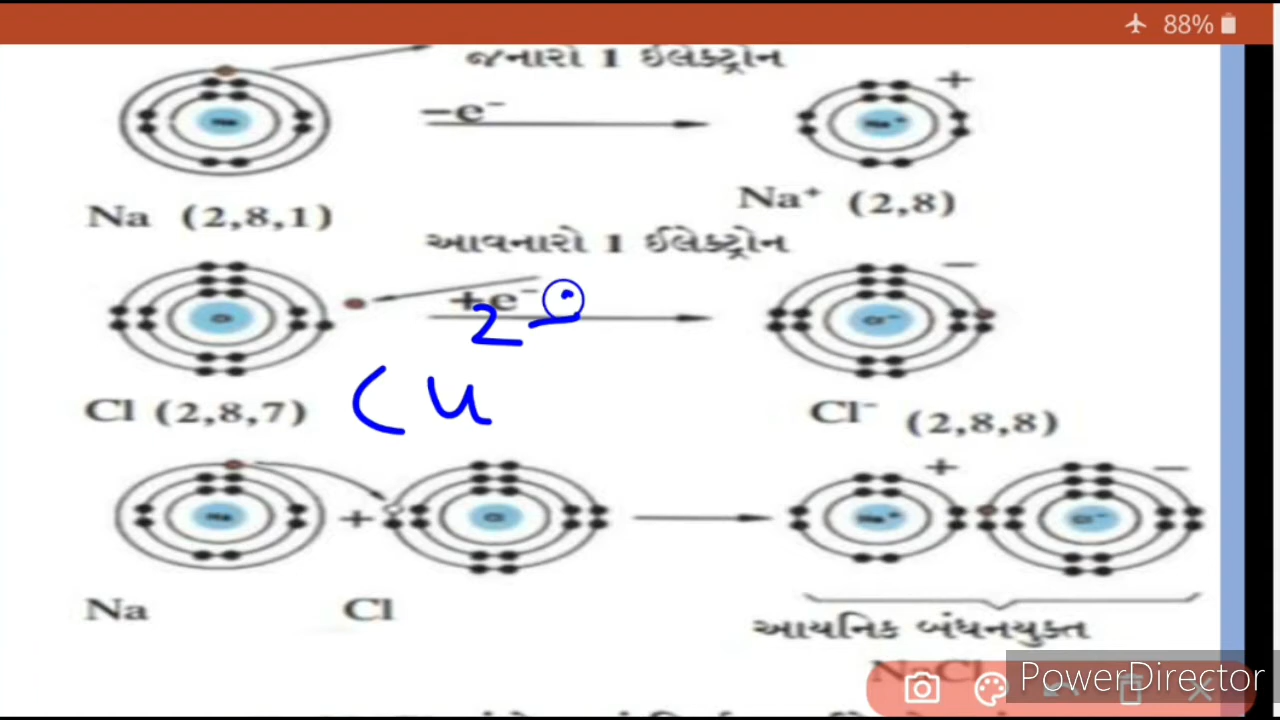 88%
જનારો 1 ઈલેક્ટ્રોન
−e⁻
Na (2,8,1)
Na⁺ (2,8)
આવનારો 1 ઈલેક્ટ્રોન
+e⁻
2
Cl (2,8,7)
Cl⁻ (2,8,8)
+ −
Na + Cl
આયનિક બંધનયુક્ત
NaCl
PowerDirector